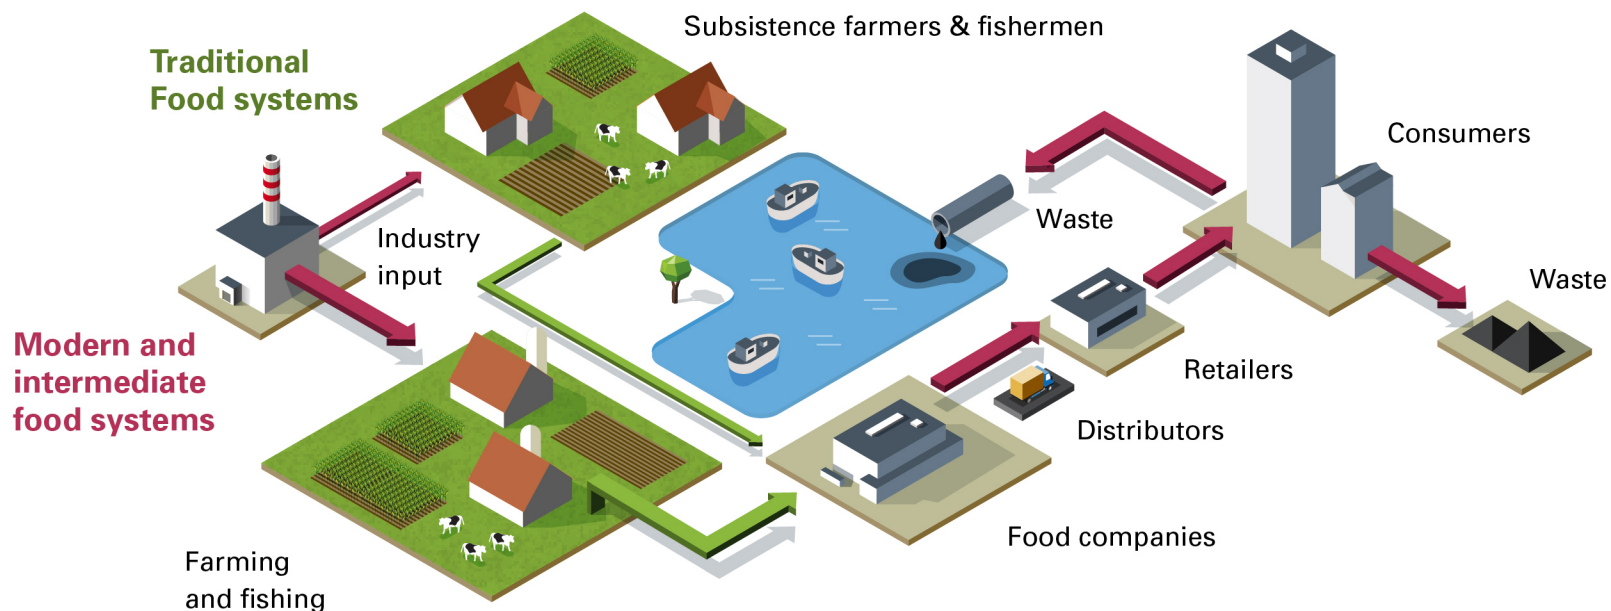 Subsistence farmers & fishermen
Traditional
Food systems
Consumers
Industry
input
Waste
Waste
Modern and
intermediate
food systems
Retailers
Distributors
Food companies
Farming
and fishing